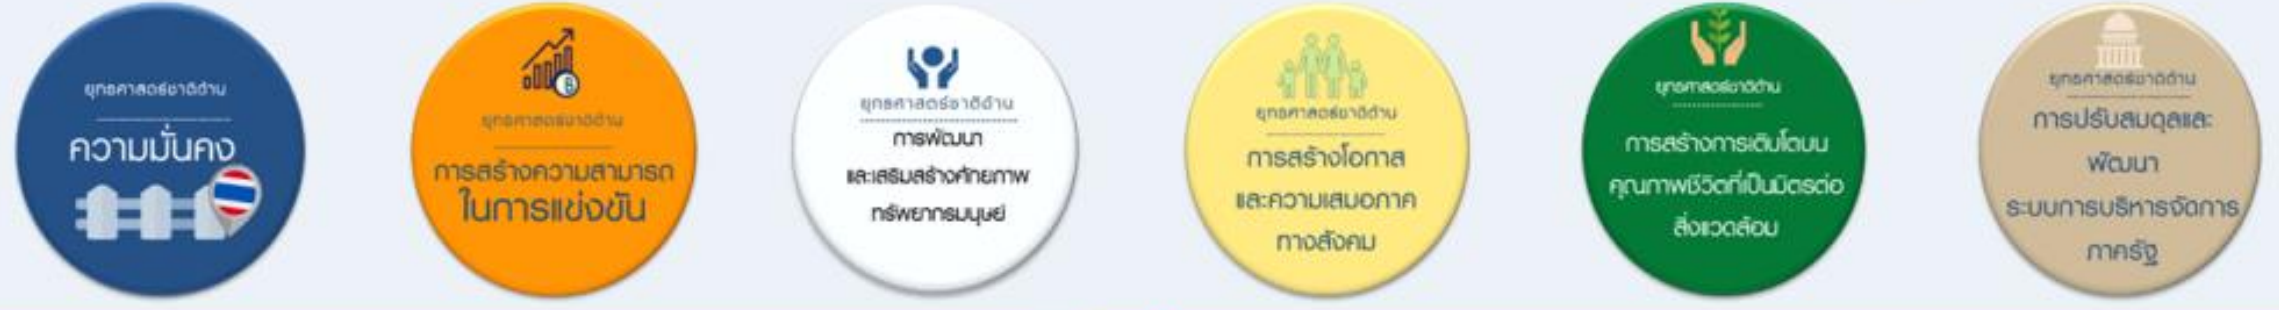 ยุทธศาสตร์ชาติด้าน
ความมั่นคง
ยุทธศาสตร์ชาติด้าน
การสร้างความสามารถ
ในการแข่งขัน
ยุทธศาสตร์ชาติด้าน
การพัฒนา
และเสริมสร้างศักยภาพ
ทรัพยากรมนุษย์
ยุทธศาสตร์ชาติด้าน
การสร้างโอกาส
และความเสมอภาค
ทางสังคม
ยุทธศาสตร์ชาติด้าน
การสร้างการเติบโตบน
คุณภาพชีวิตที่เป็นมิตรต่อ
สิ่งแวดล้อม
ยุทธศาสตร์ชาติด้าน
การปรับสมดุลและ
พัฒนา
ระบบการบริหารจัดการ
ภาครัฐ